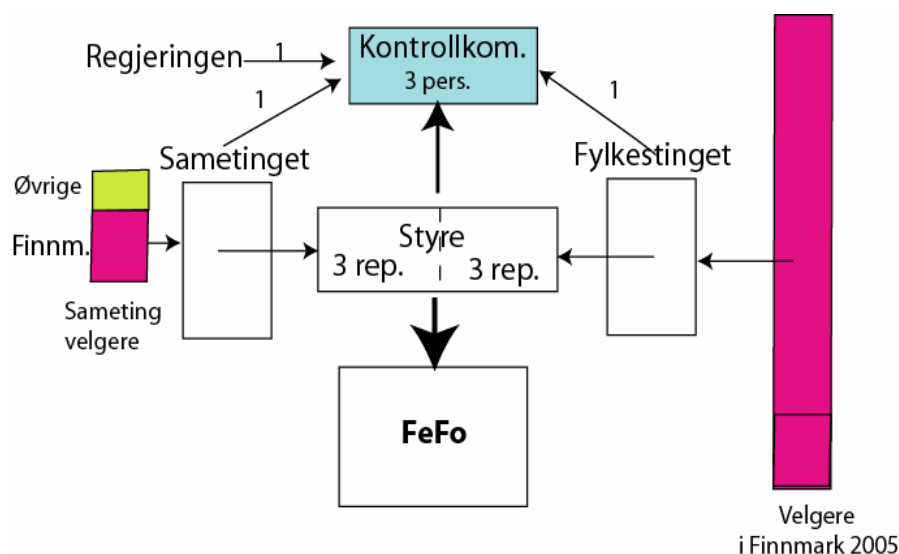 Regjeringen
1
Kontrollkom.
3 pers.
1
1
Sametinget
Fylkestinget
Øvrige
Finnm.
Styre
3 rep.
3 rep.
Sameting
velgere
FeFo
Velgere
i Finnmark 2005